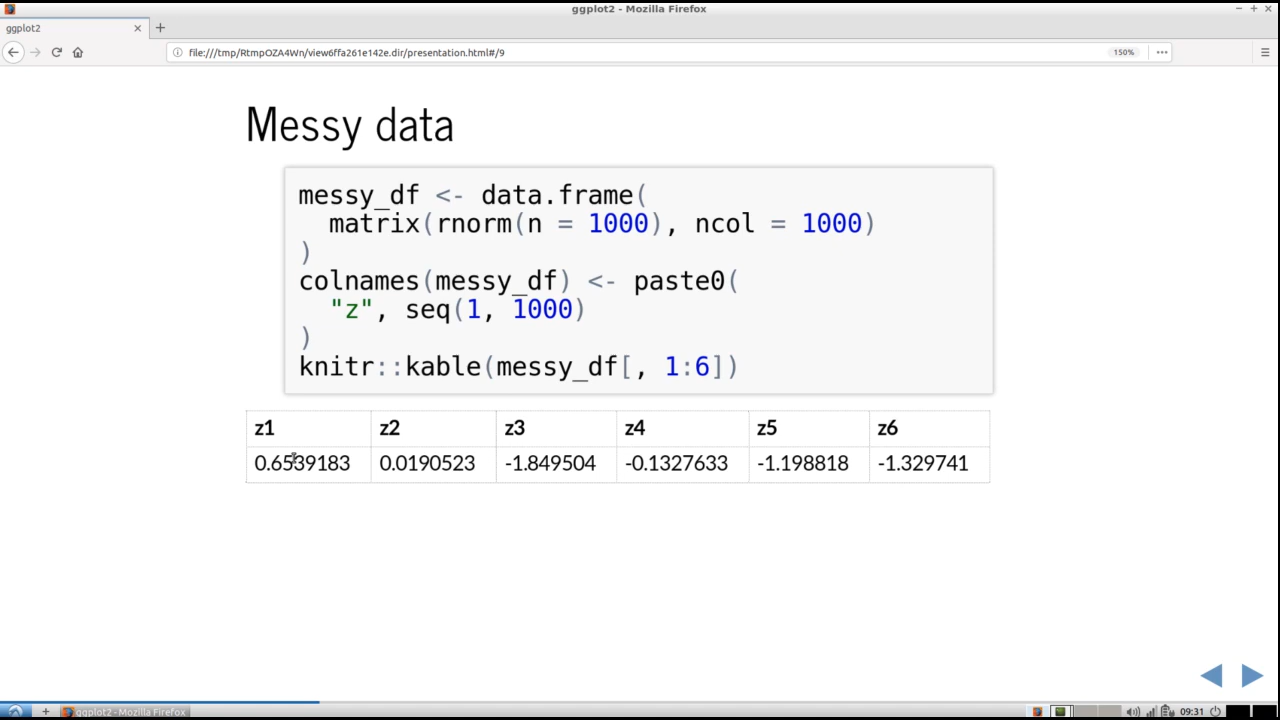 ggplot2 - Mozilla Firefox
ggplot2
file:///tmp/RtmpOZA4Wn/view6ffa261e142e.dir/presentation.html#/9
150%
Messy data
messy_df <- data.frame(
  matrix(rnorm(n = 1000), ncol = 1000)
)
colnames(messy_df) <- paste0(
  "z", seq(1, 1000)
)
knitr::kable(messy_df[, 1:6])
z1 z2 z3 z4 z5 z6
0.6539183 0.0190523 -1.849504 -0.1327633 -1.198818 -1.329741
ggplot2 - Mozilla Firefox
09:31